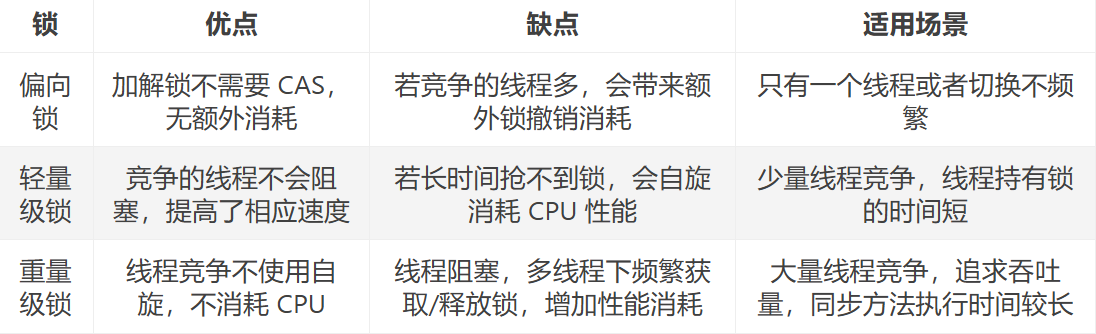 锁 优点 缺点 适用场景
偏向锁 加解锁不需要 CAS，无额外消耗 若竞争的线程多，会带来额外锁撤销消耗 只有一个线程或者切换不频繁
轻量级锁 竞争的线程不会阻塞，提高了相应速度 若长时间抢不到锁，会自旋消耗 CPU 性能 少量线程竞争，线程持有锁的时间短
重量级锁 线程竞争不使用自旋，不消耗 CPU 线程阻塞，多线程下频繁获取/释放锁，增加性能消耗 大量线程竞争，追求吞吐量，同步方法执行时间较长